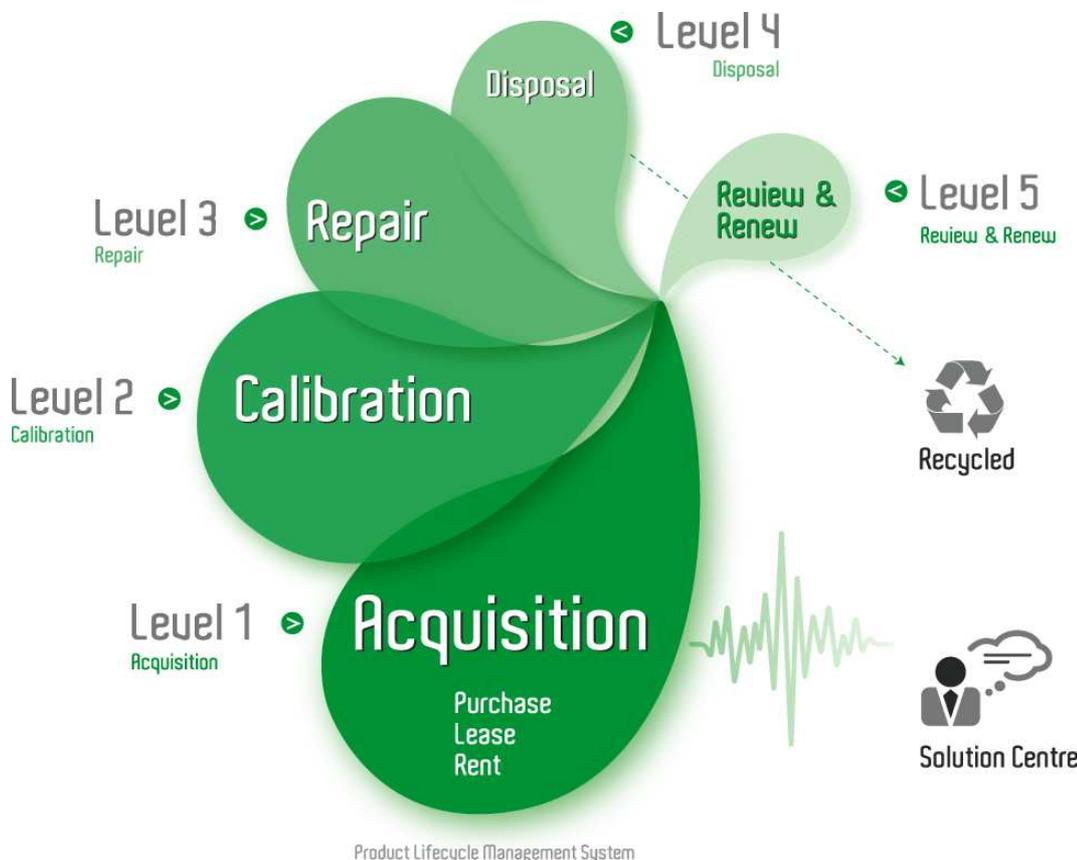 Level 4
Disposal
Disposal
Review &
Renew
Level 5
Review & Renew
Level 3
Repair
Repair
Level 2
Calibration
Calibration
Recycled
Level 1
Acquisition
Acquisition
Purchase
Lease
Rent
Solution Centre
Product Lifecycle Management System